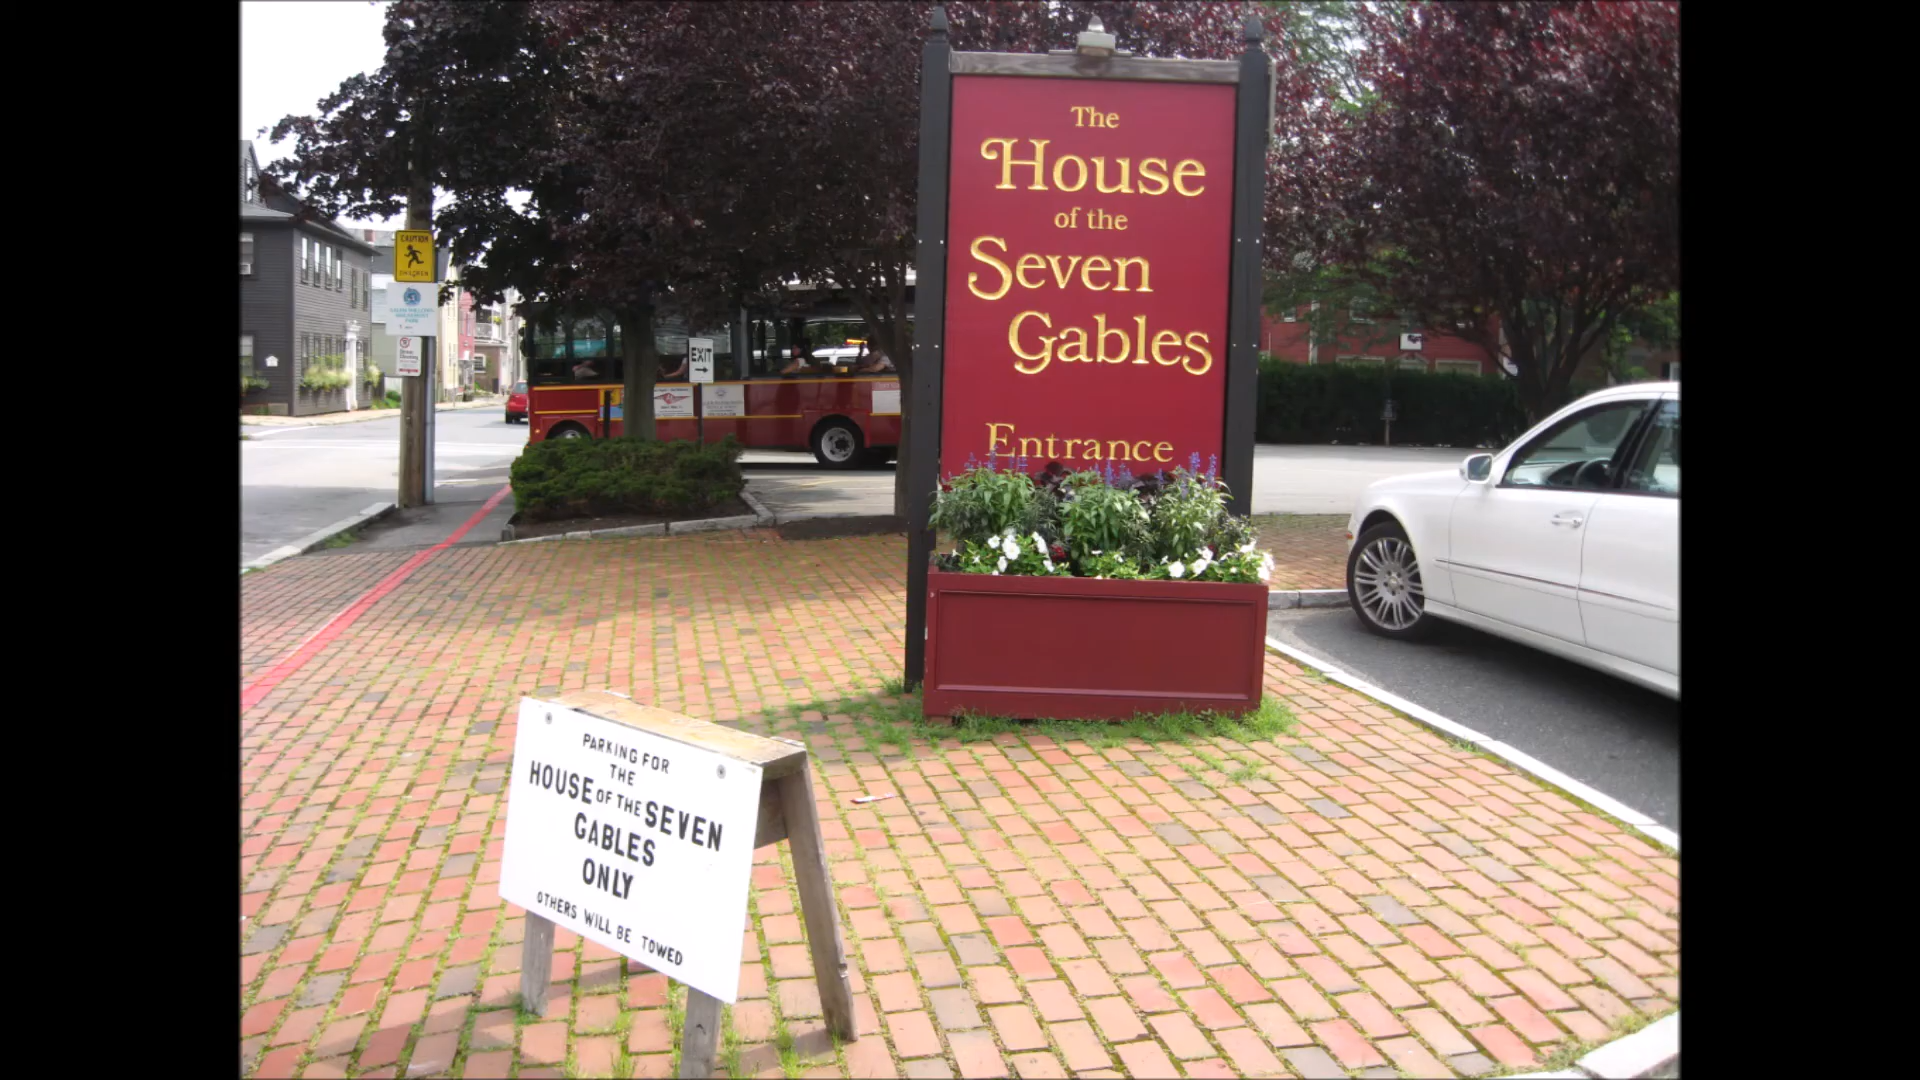 The
House
of the
Seven
Gables
Entrance
CAUTION
CHILDREN
EXIT
PARKING FOR
THE
HOUSE OF THE SEVEN
GABLES
ONLY
OTHERS WILL BE TOWED